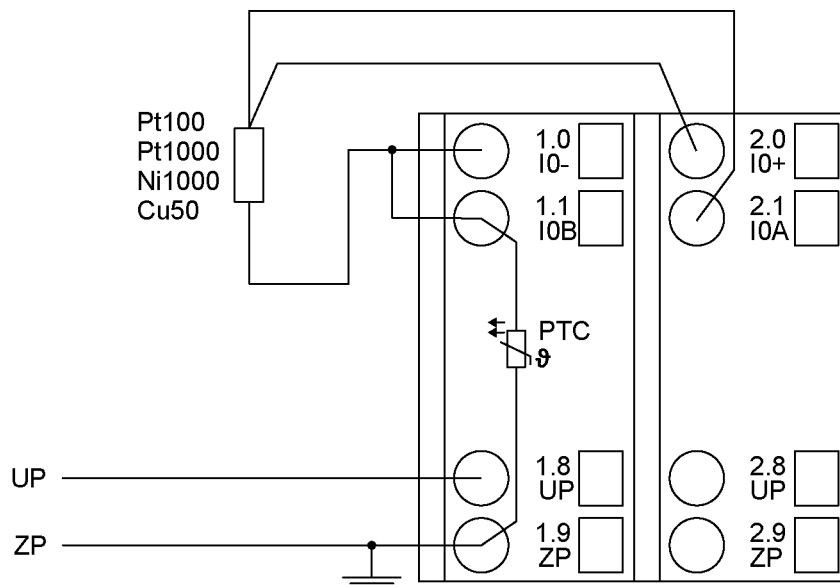 Pt100
Pt1000
Ni1000
Cu50
1.0
I0-
2.0
I0+
1.1
I0B
2.1
I0A
PTC
ϑ
UP
1.8
UP
2.8
UP
ZP
1.9
ZP
2.9
ZP